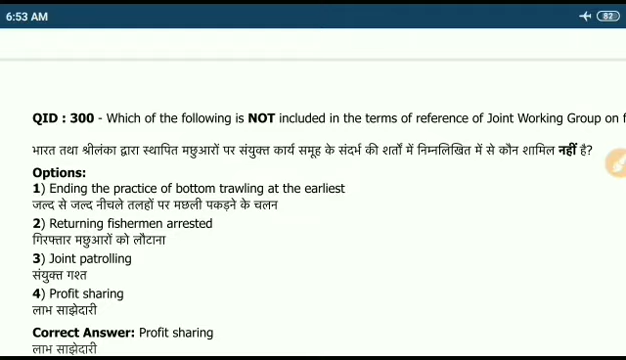 6:53 AM
82
QID : 300 - Which of the following is NOT included in the terms of reference of Joint Working Group on
भारत तथा श्रीलंका द्वारा स्थापित मछुआरों पर संयुक्त कार्य समूह के संदर्भ की शर्तों में निम्नलिखित में से कौन शामिल नहीं है?
Options:
1) Ending the practice of bottom trawling at the earliest
जल्द से जल्द नीचले तलहों पर मछली पकड़ने के चलन
2) Returning fishermen arrested
गिरफ्तार मछुआरों को लौटाना
3) Joint patrolling
संयुक्त गश्त
4) Profit sharing
लाभ साझेदारी
Correct Answer: Profit sharing
लाभ साझेदारी